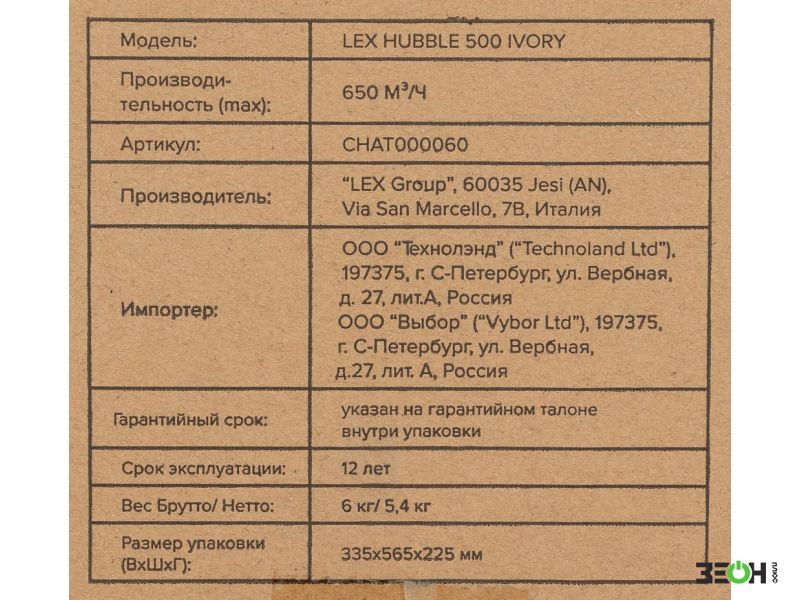 Модель: LEX HUBBLE 500 IVORY
Производи-
тельность (max):
650 М³/Ч
Артикул: CHAT000060
Производитель:
“LEX Group”, 60035 Jesi (AN),
Via San Marcello, 7B, Италия
Импортер:
ООО “Технолэнд” (“Technoland Ltd”),
197375, г. С-Петербург, ул. Вербная,
д. 27, лит.А, Россия
ООО “Выбор” (“Vybor Ltd”), 197375,
г. С-Петербург, ул. Вербная,
д.27, лит. А, Россия
Гарантийный срок:
указан на гарантийном талоне
внутри упаковки
Срок эксплуатации: 12 лет
Вес Брутто/ Нетто: 6 кг/ 5,4 кг
Размер упаковки
(ВхШхГ):
335х565х225 мм
ЗЕОН